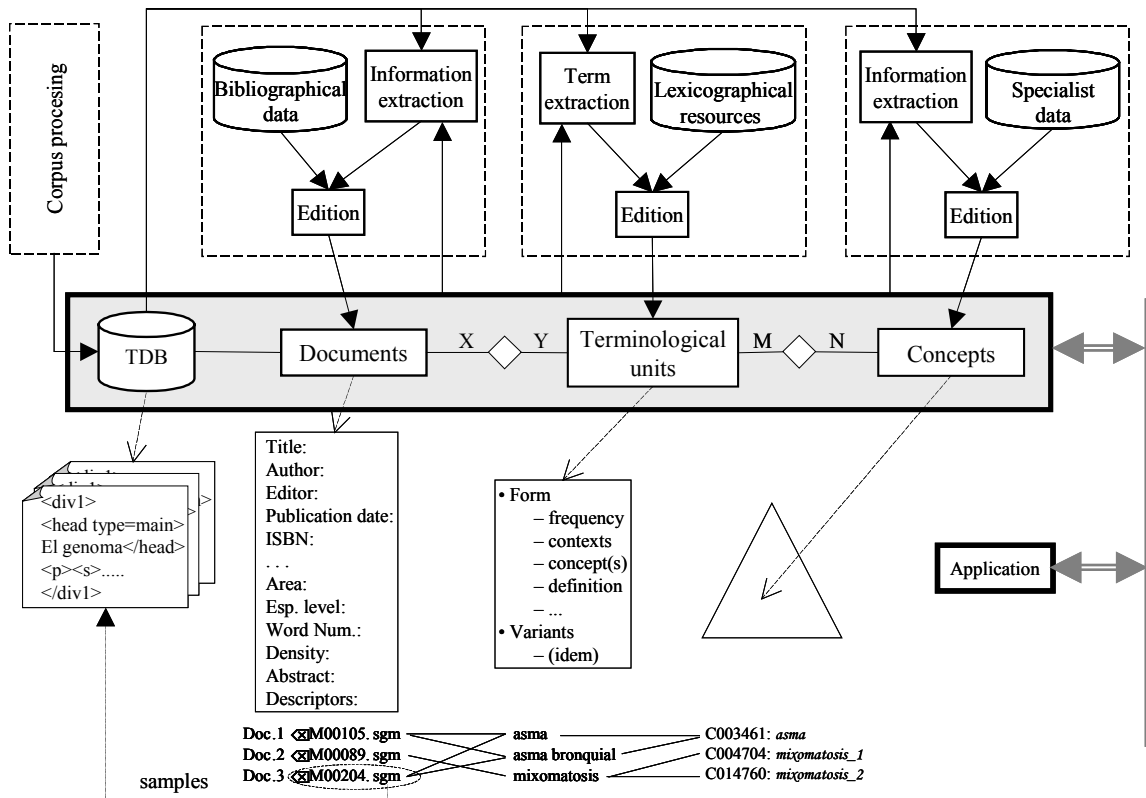 Corpus procesing
Bibliographical
data
Information
extraction
Edition
Term
extraction
Lexicographical
resources
Edition
Information
extraction
Specialist
data
Edition
TDB
Documents
X
Y
Terminological
units
M
N
Concepts
<div1>
<head type=main>
El genoma</head>
<p><s>.....
</div1>
Title:
Author:
Editor:
Publication date:
ISBN:
. . .
Area:
Esp. level:
Word Num.:
Density:
Abstract:
Descriptors:
• Form
– frequency
– contexts
– concept(s)
– definition
– ...
• Variants
– (idem)
Application
Doc.1 M00105. sgm
asma
C003461: asma
Doc.2 M00089. sgm
asma bronquial
C004704: mixomatosis_1
Doc.3 M00204. sgm
mixomatosis
C014760: mixomatosis_2
samples